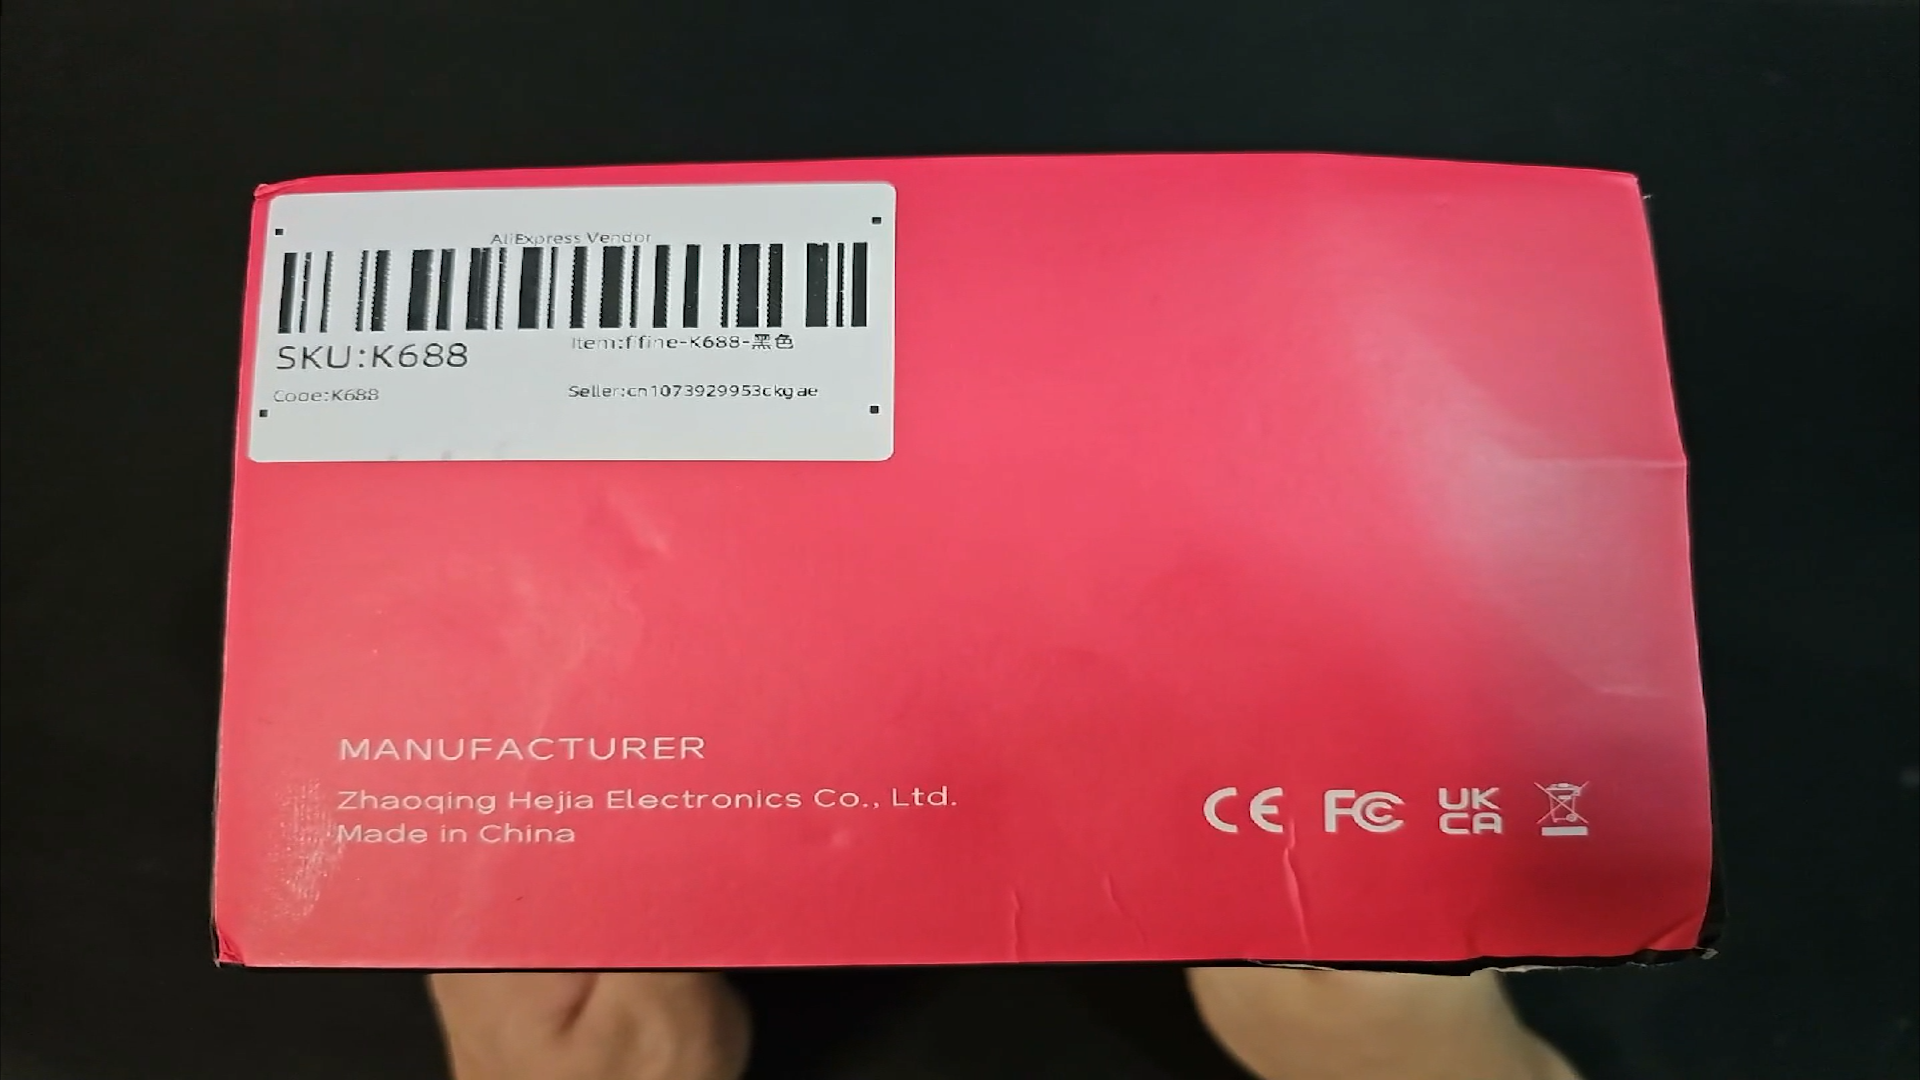 AliExpress Vendor
SKU:K688
Item:fifine-K688-黑色
Code:K688
Seller:cn1073929953ckgae
MANUFACTURER
Zhaoqing Hejia Electronics Co., Ltd.
Made in China
CE FC UK
CA